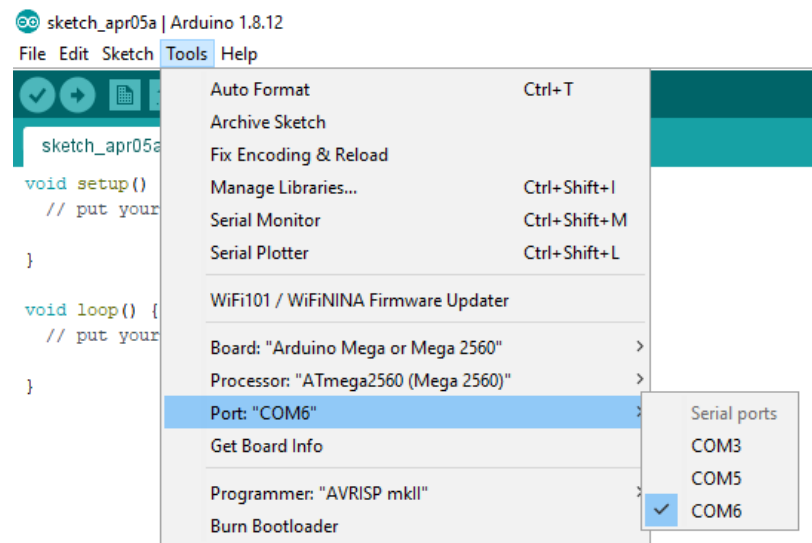 sketch_apr05a | Arduino 1.8.12
File Edit Sketch Tools Help
sketch_apr05a
void setup()
// put your
}
void loop() {
// put your
}
Auto Format Ctrl+T
Archive Sketch
Fix Encoding & Reload
Manage Libraries... Ctrl+Shift+I
Serial Monitor Ctrl+Shift+M
Serial Plotter Ctrl+Shift+L
WiFi101 / WiFiNINA Firmware Updater
Board: "Arduino Mega or Mega 2560"
Processor: "ATmega2560 (Mega 2560)"
Port: "COM6"
Get Board Info
Programmer: "AVRISP mkII"
Burn Bootloader
Serial ports
COM3
COM5
COM6